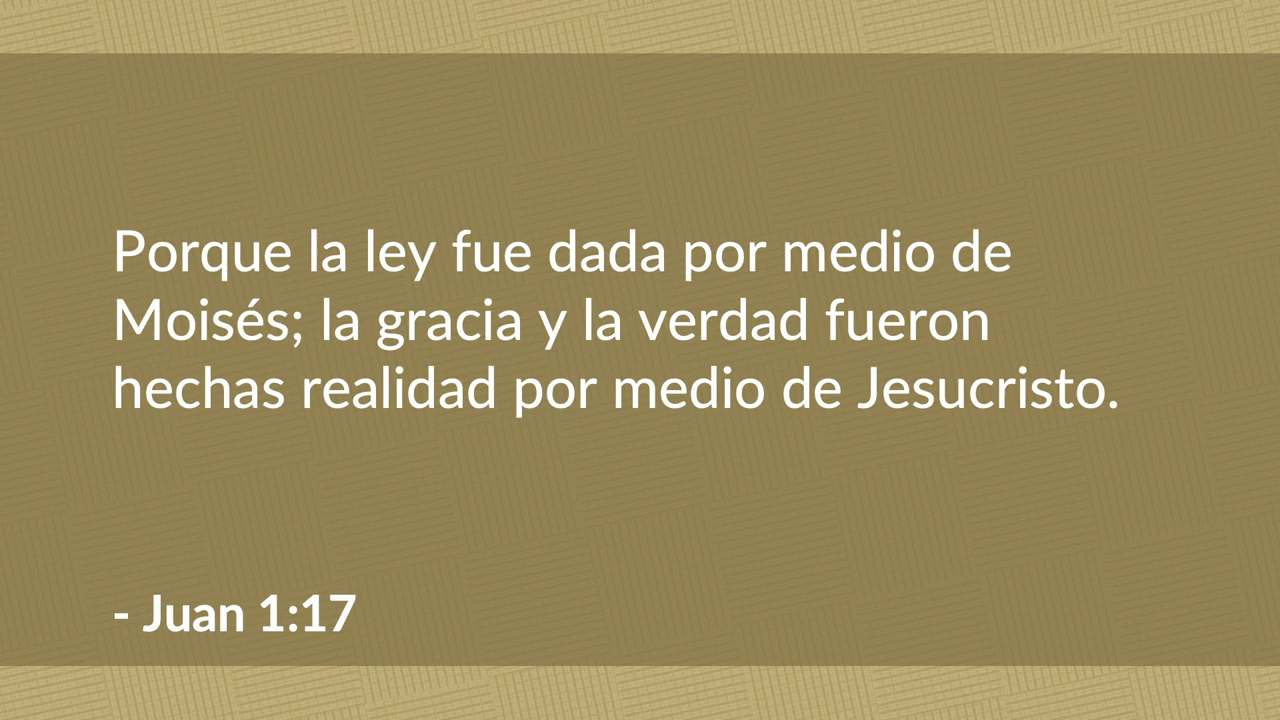 Porque la ley fue dada por medio de
Moisés; la gracia y la verdad fueron
hechas realidad por medio de Jesucristo.
- Juan 1:17